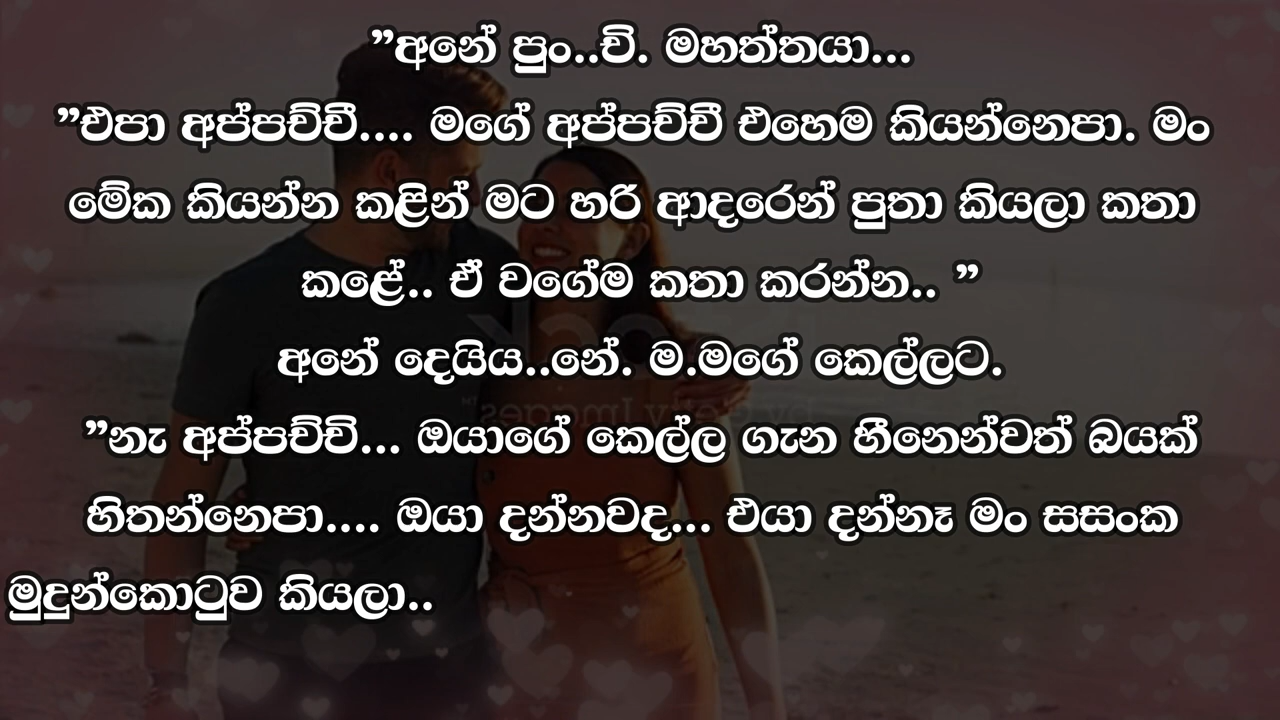 ”අනේ පුං..චි. මහත්තයා...
”එපා අප්පච්චී.... මගේ අප්පච්චී එහෙම කියන්නෙපා. මං
මේක කියන්න කළින් මට හරි ආදරෙන් පුතා කියලා කතා
කළේ.. ඒ වගේම කතා කරන්න.. ”
අනේ දෙයිය..නේ. ම.මගේ කෙල්ලට.
”නැ අප්පච්චි... ඔයාගේ කෙල්ල ගැන හීනෙන්වත් බයක්
හිතන්නෙපා.... ඔයා දන්නවද... එයා දන්නෑ මං සසංක
මුදුන්කොටුව කියලා..